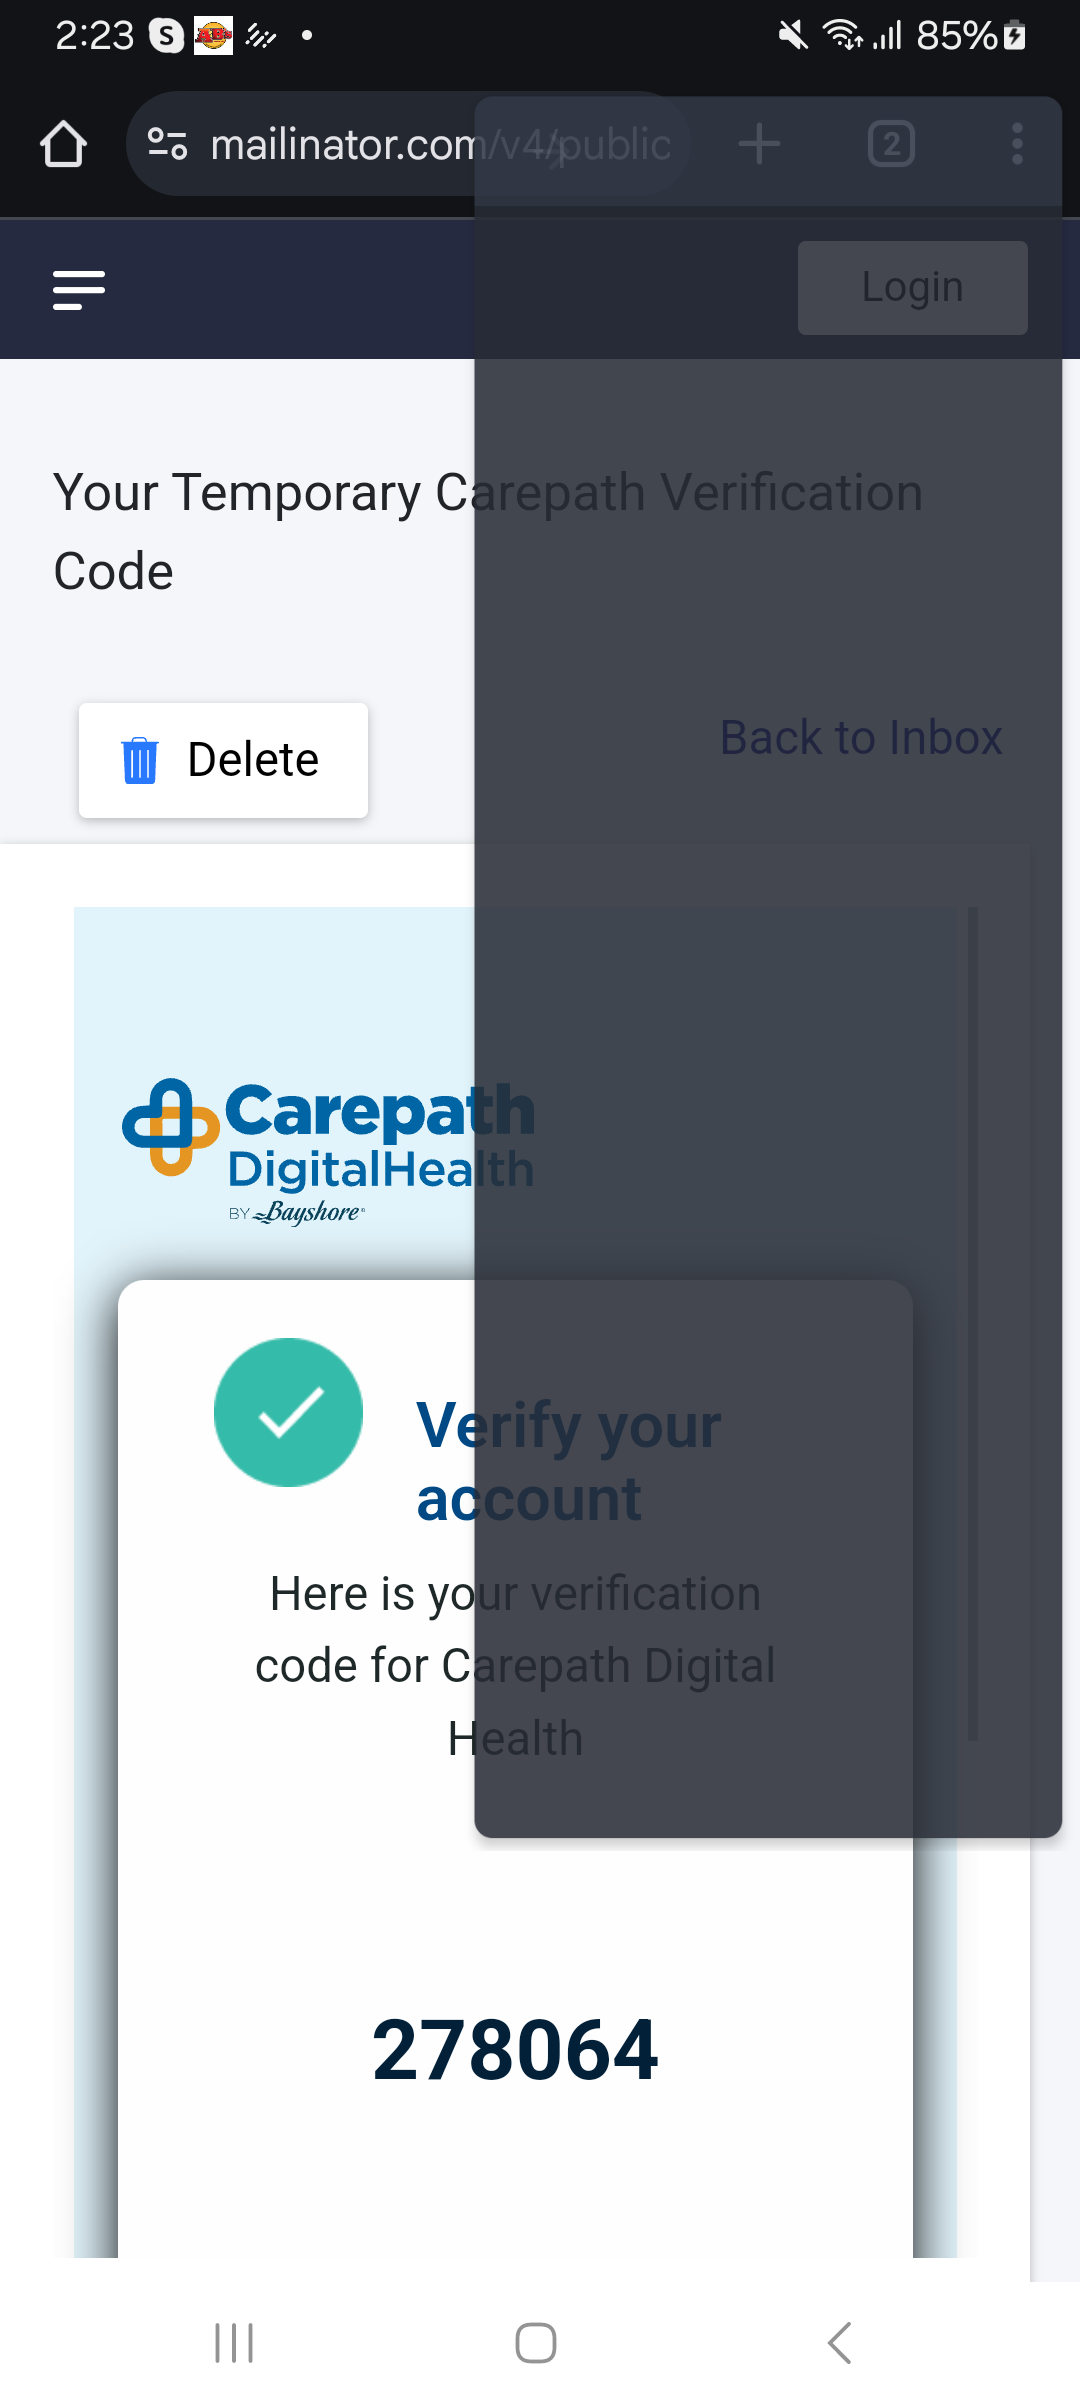 2:23 S 85%
mailinator.com/v4/public 2
Login
Your Temporary Carepath Verification
Code
Delete
Back to Inbox
Carepath
DigitalHealth
BY Bayshore
Verify your
account
Here is your verification
code for Carepath Digital
Health
278064